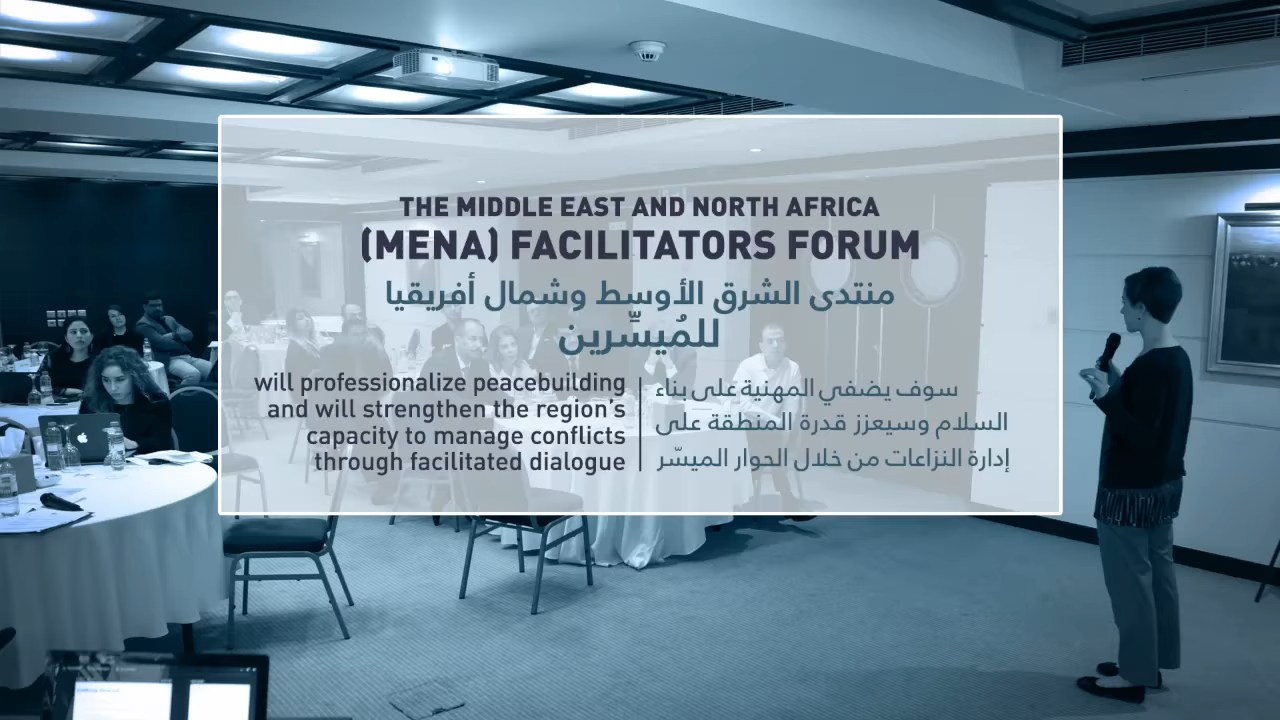 THE MIDDLE EAST AND NORTH AFRICA
(MENA) FACILITATORS FORUM
منتدى الشرق الأوسط وشمال أفريقيا
للمُيسِّرين
will professionalize peacebuilding
and will strengthen the region's
capacity to manage conflicts
through facilitated dialogue
سوف يضفي المهنية على بناء
السلام وسيعزز قدرة المنطقة على
إدارة النزاعات من خلال الحوار الميسّر